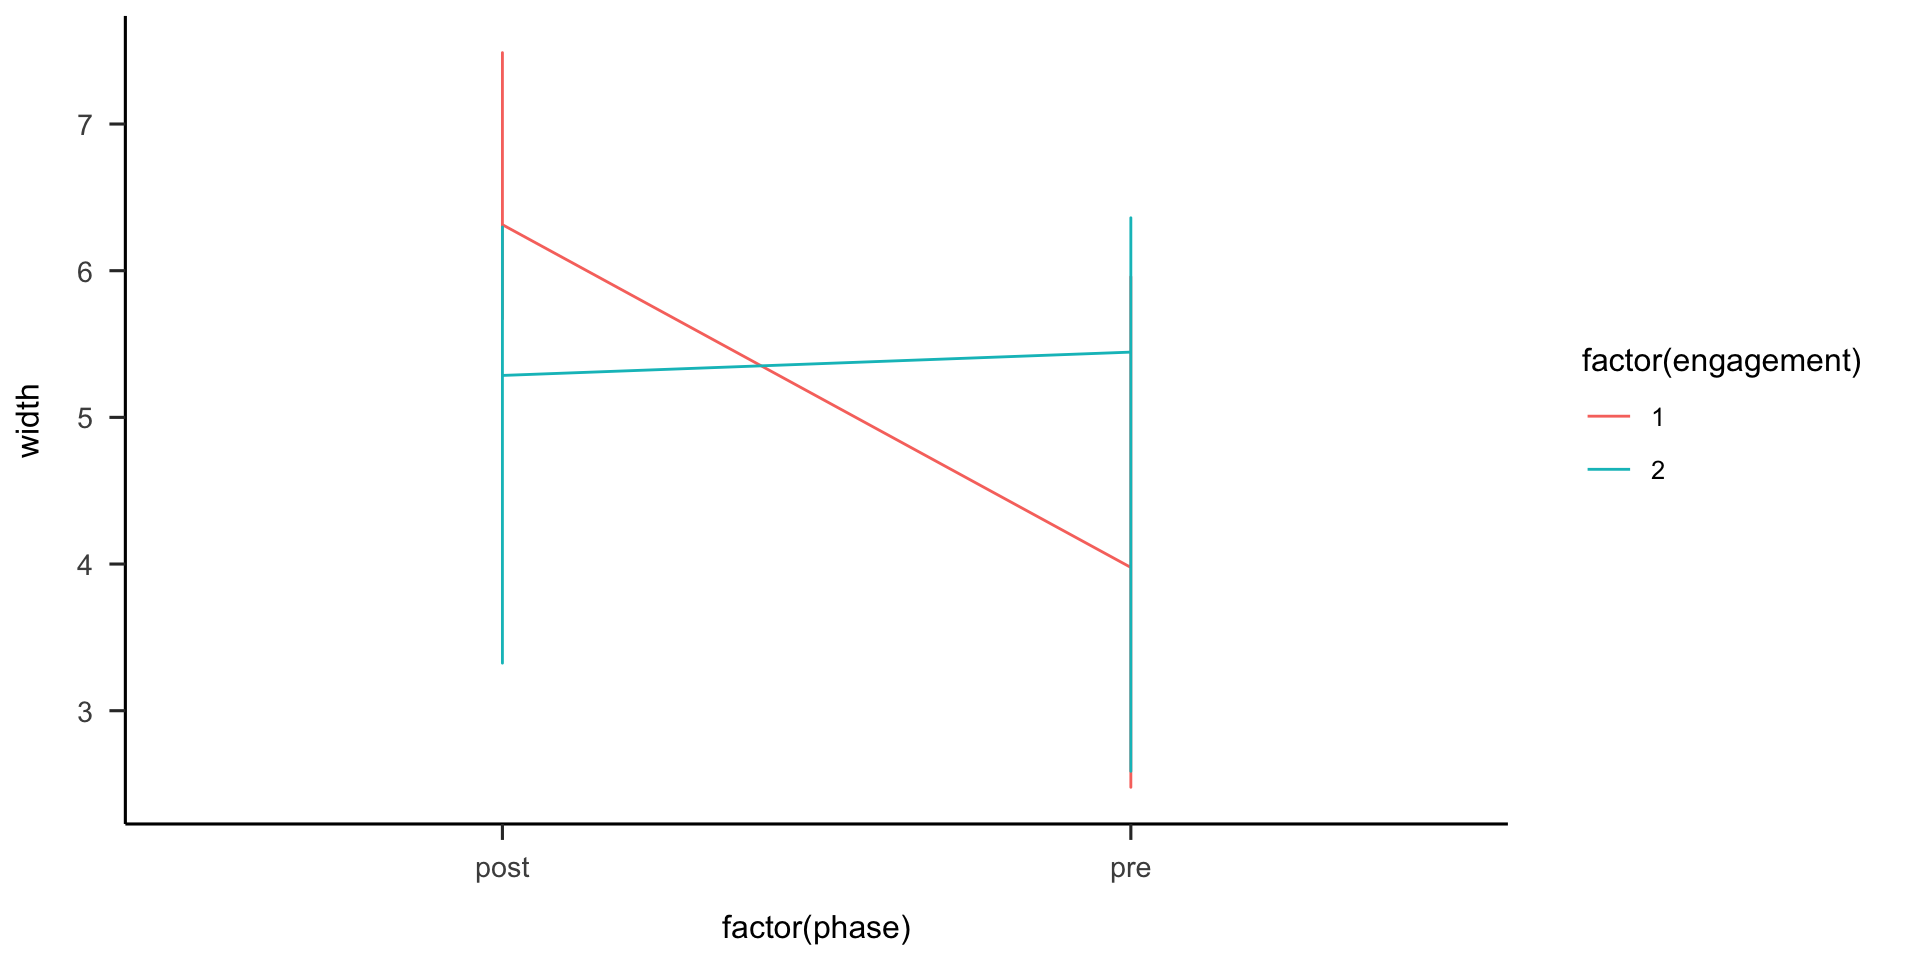 width
7
6
5
4
3
post
pre
factor(phase)
factor(engagement)
1
2